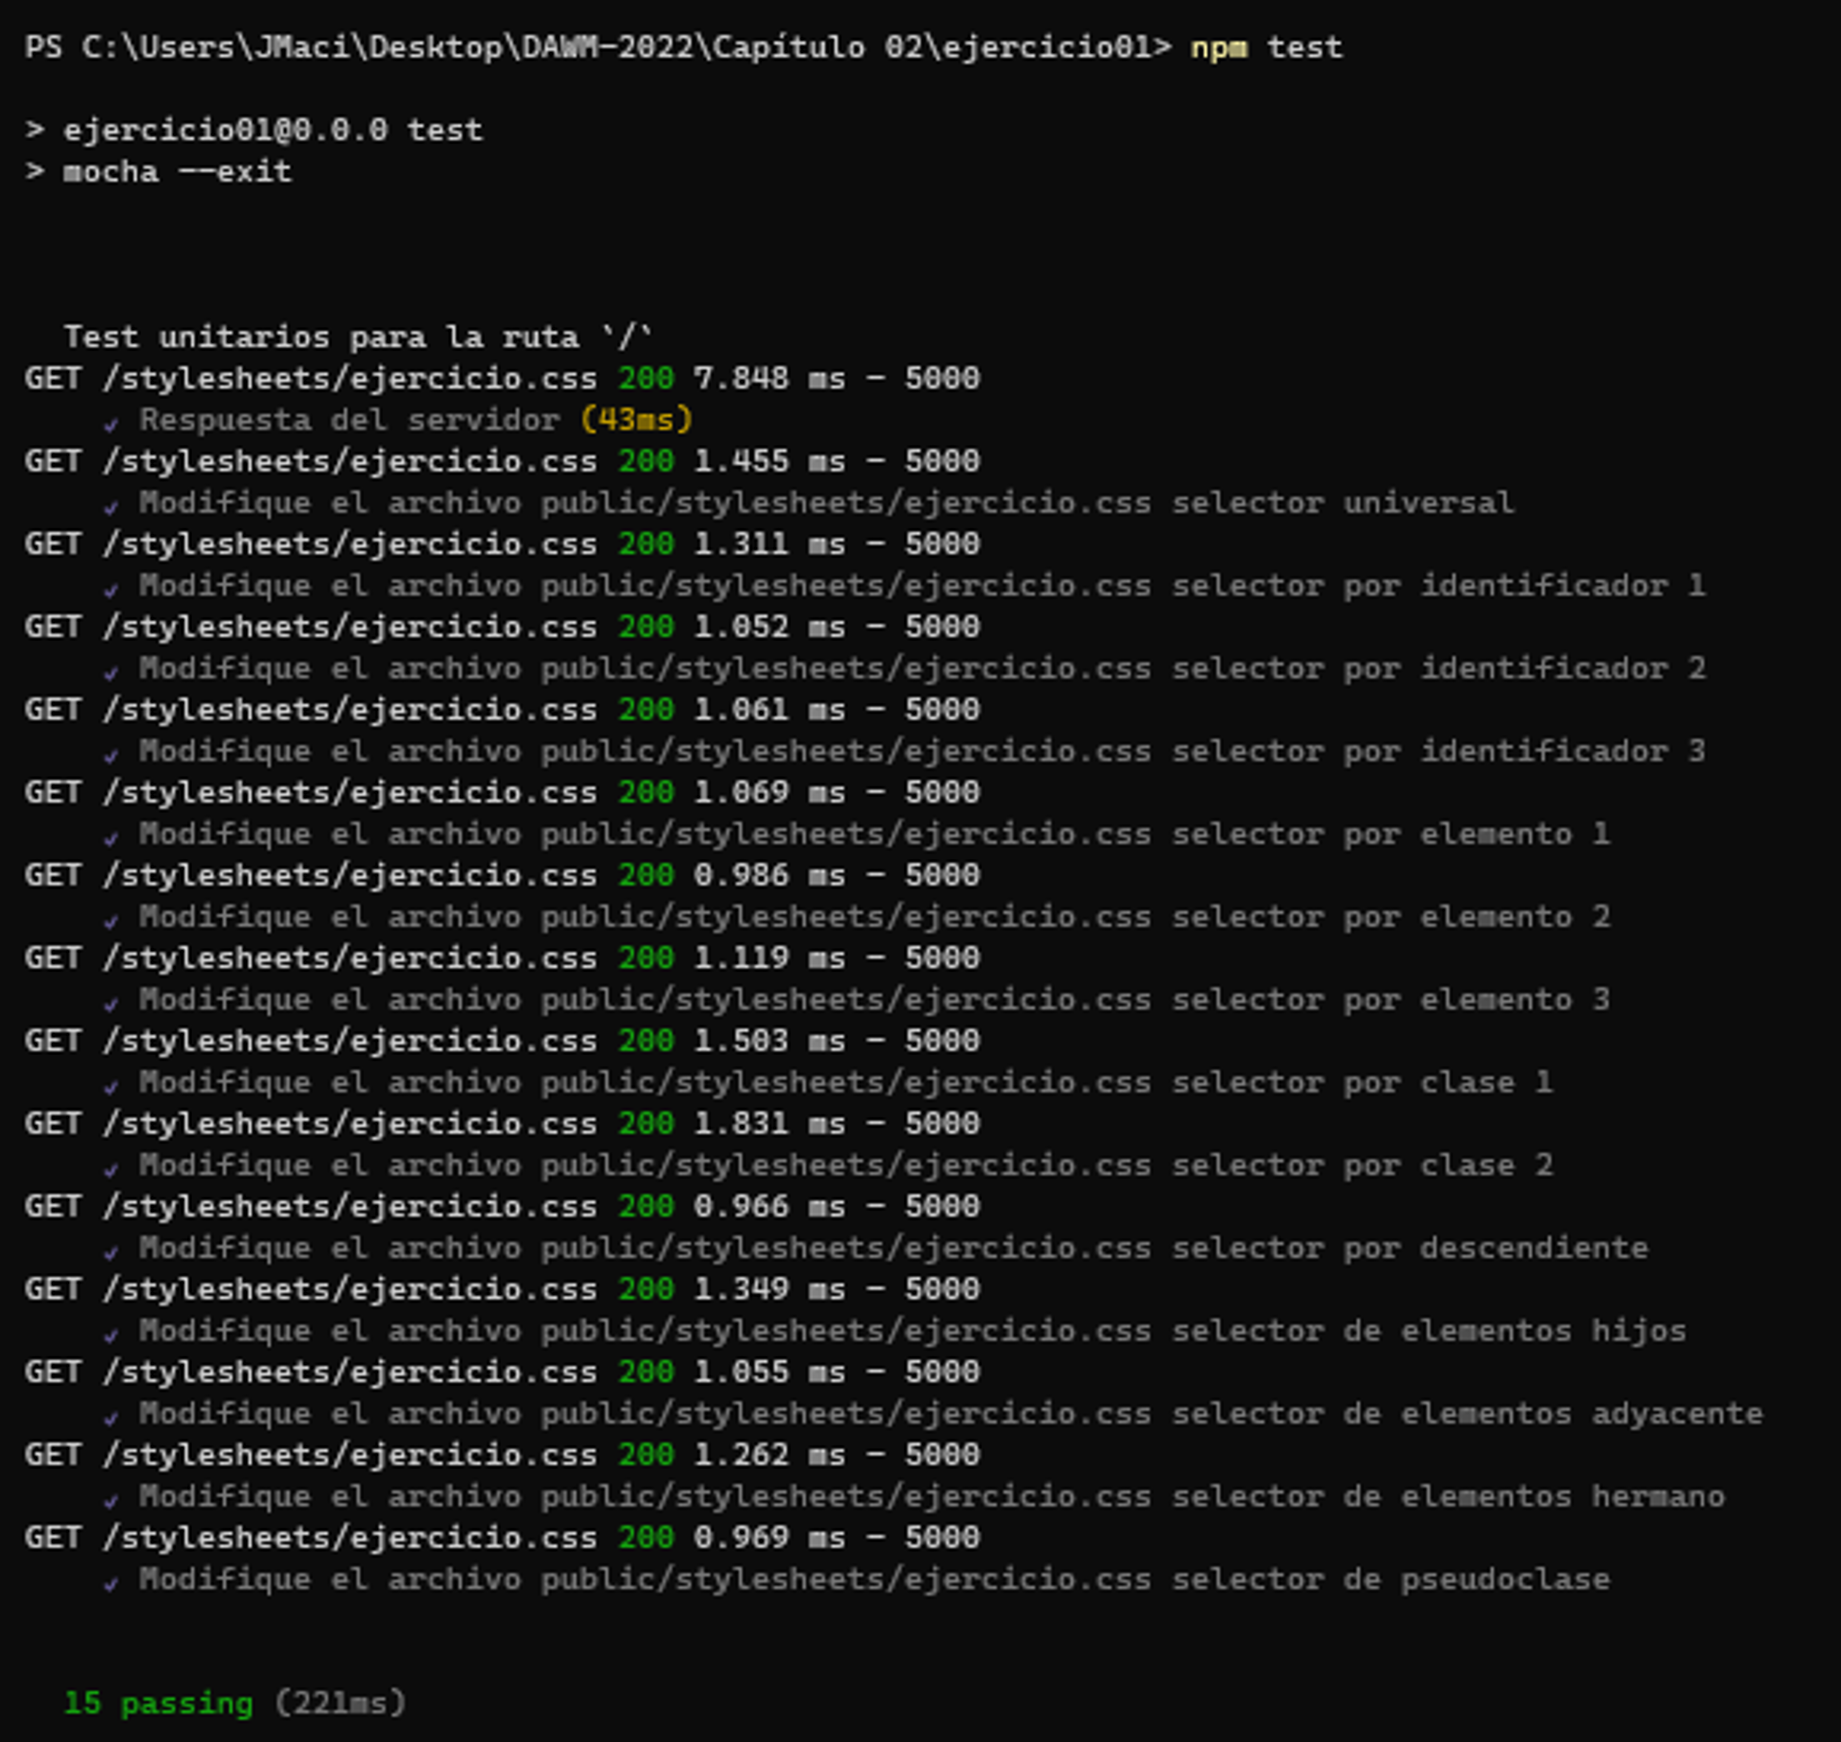 PS C:\Users\JMaci\Desktop\DAWM-2022\Capítulo 02\ejercicio01> npm test
> ejercicio01@0.0.0 test
> mocha --exit
Test unitarios para la ruta `/`
GET /stylesheets/ejercicio.css 200 7.848 ms - 5000
✓ Respuesta del servidor (43ms)
GET /stylesheets/ejercicio.css 200 1.455 ms - 5000
✓ Modifique el archivo public/stylesheets/ejercicio.css selector universal
GET /stylesheets/ejercicio.css 200 1.311 ms - 5000
✓ Modifique el archivo public/stylesheets/ejercicio.css selector por identificador 1
GET /stylesheets/ejercicio.css 200 1.052 ms - 5000
✓ Modifique el archivo public/stylesheets/ejercicio.css selector por identificador 2
GET /stylesheets/ejercicio.css 200 1.061 ms - 5000
✓ Modifique el archivo public/stylesheets/ejercicio.css selector por identificador 3
GET /stylesheets/ejercicio.css 200 1.069 ms - 5000
✓ Modifique el archivo public/stylesheets/ejercicio.css selector por elemento 1
GET /stylesheets/ejercicio.css 200 0.986 ms - 5000
✓ Modifique el archivo public/stylesheets/ejercicio.css selector por elemento 2
GET /stylesheets/ejercicio.css 200 1.119 ms - 5000
✓ Modifique el archivo public/stylesheets/ejercicio.css selector por elemento 3
GET /stylesheets/ejercicio.css 200 1.503 ms - 5000
✓ Modifique el archivo public/stylesheets/ejercicio.css selector por clase 1
GET /stylesheets/ejercicio.css 200 1.831 ms - 5000
✓ Modifique el archivo public/stylesheets/ejercicio.css selector por clase 2
GET /stylesheets/ejercicio.css 200 0.966 ms - 5000
✓ Modifique el archivo public/stylesheets/ejercicio.css selector por descendiente
GET /stylesheets/ejercicio.css 200 1.349 ms - 5000
✓ Modifique el archivo public/stylesheets/ejercicio.css selector de elementos hijos
GET /stylesheets/ejercicio.css 200 1.055 ms - 5000
✓ Modifique el archivo public/stylesheets/ejercicio.css selector de elementos adyacente
GET /stylesheets/ejercicio.css 200 1.262 ms - 5000
✓ Modifique el archivo public/stylesheets/ejercicio.css selector de elementos hermano
GET /stylesheets/ejercicio.css 200 0.969 ms - 5000
✓ Modifique el archivo public/stylesheets/ejercicio.css selector de pseudoclase
15 passing (221ms)